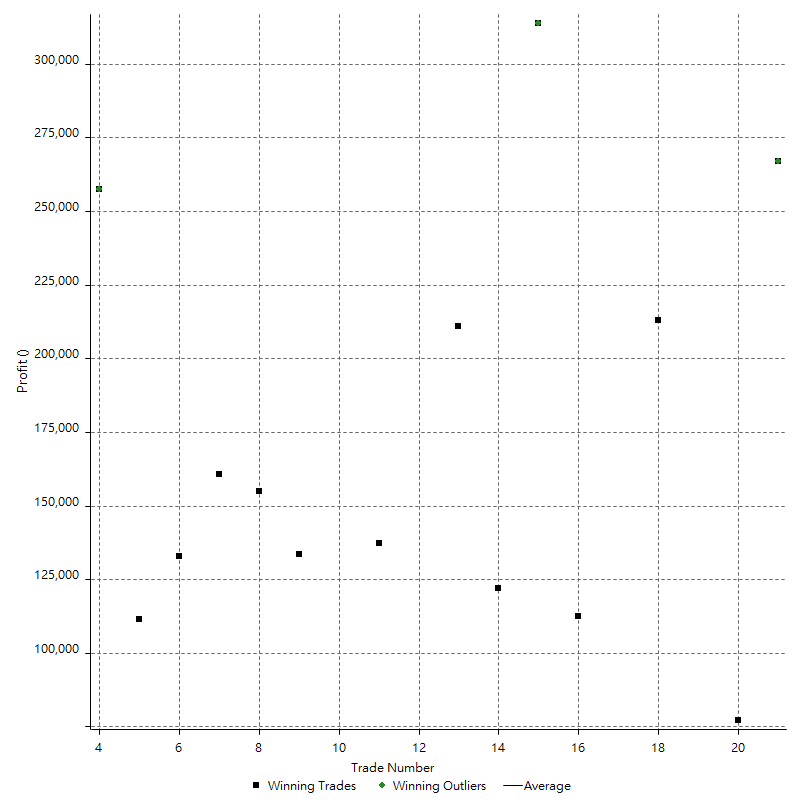 300,000
275,000
250,000
225,000
200,000
175,000
150,000
125,000
100,000
Profit ()
4 6 8 10 12 14 16 18 20
Trade Number
Winning Trades Winning Outliers Average